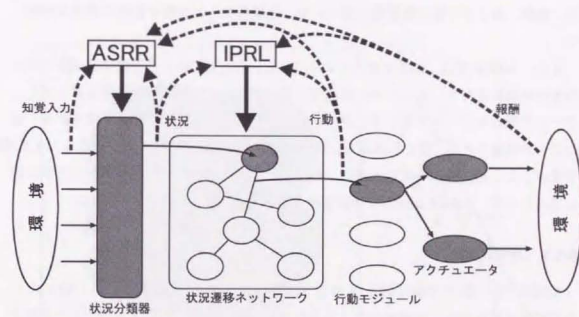 ASRR
IPRL
知覚入力
状況
行動
報酬
環境
環境
アクチュエータ
状況分類器
状況遷移ネットワーク
行動モジュール